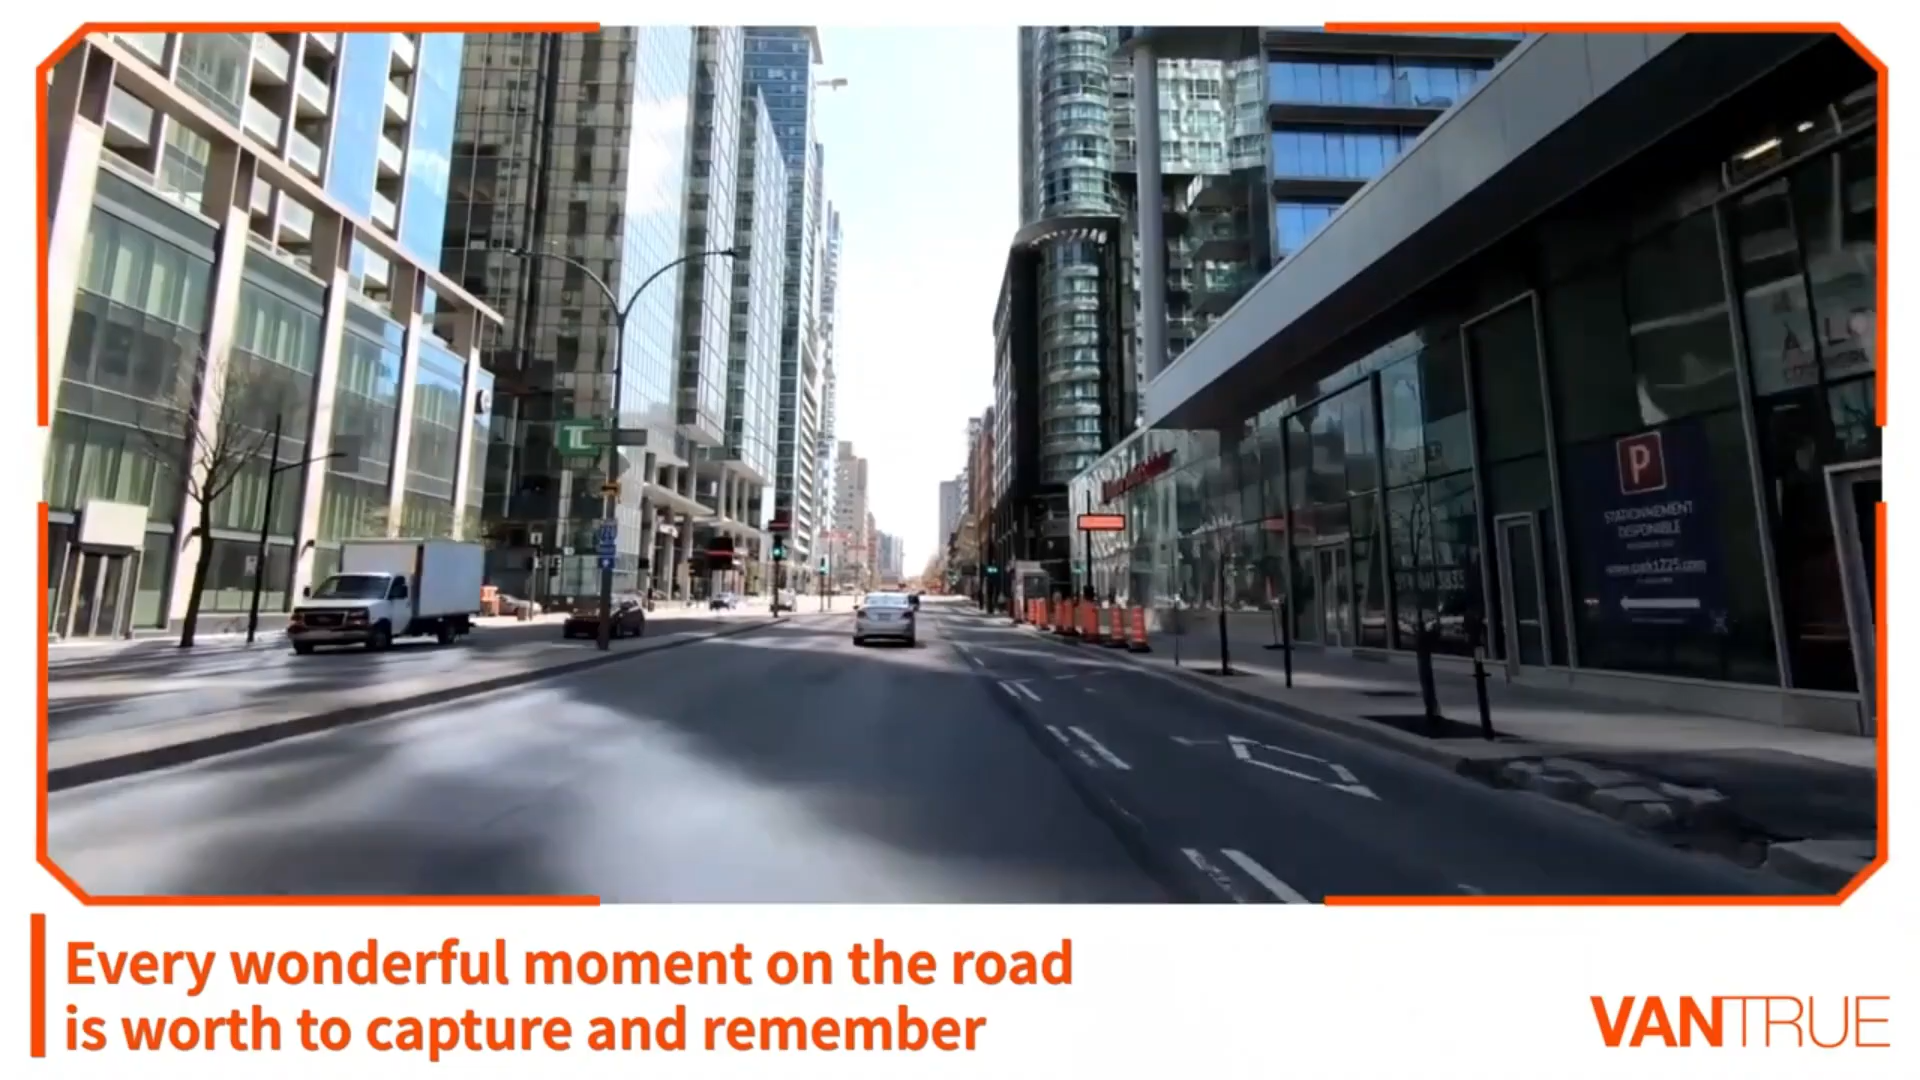 P
STATIONNEMENT
DISPONIBLE
Every wonderful moment on the road
is worth to capture and remember
VANTRUE